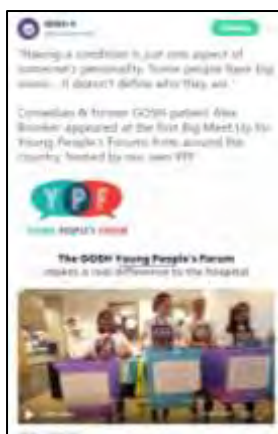 "Having a condition is just one aspect of
someone's personality. Some people have big
... It doesn't define who they are."
Comedian & former GOSH patient Alex
Brooker appeared at the first Big Meet Up for
Young People's Forums from around the
country, hosted by our own YPF
YPF
YOUNG PEOPLE'S FORUM
The GOSH Young People's Forum
makes a real difference to the hospital